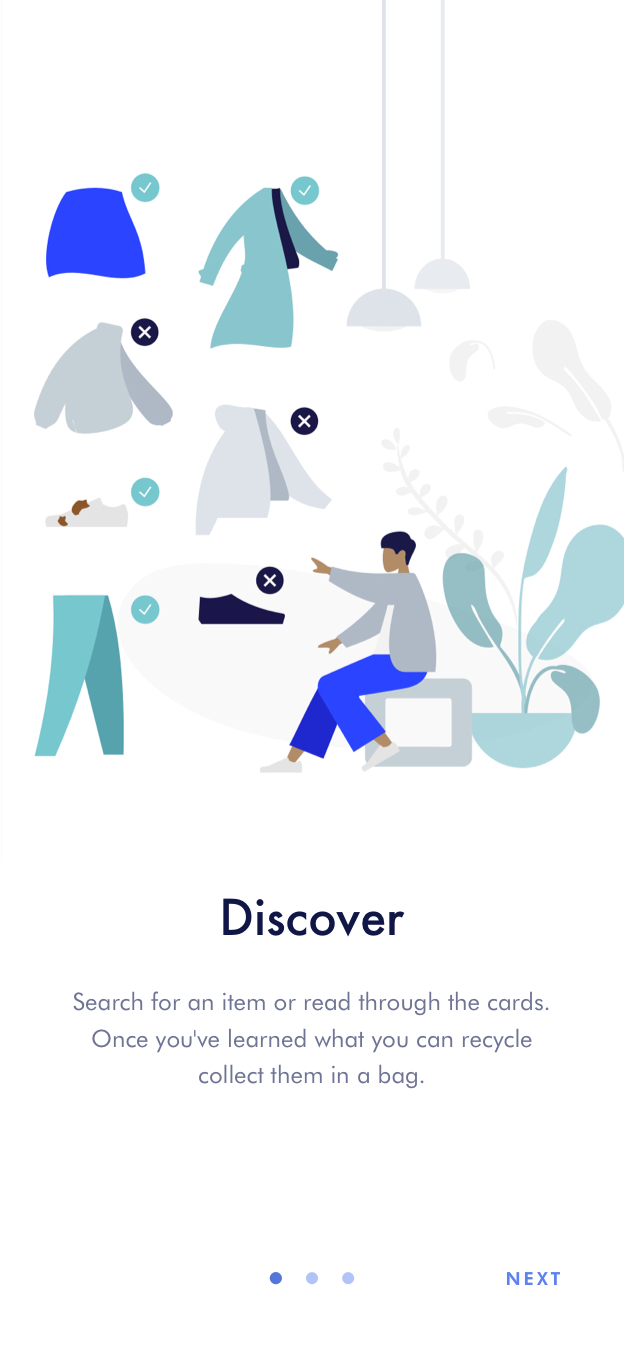 Discover
Search for an item or read through the cards.
Once you've learned what you can recycle
collect them in a bag.
NEXT